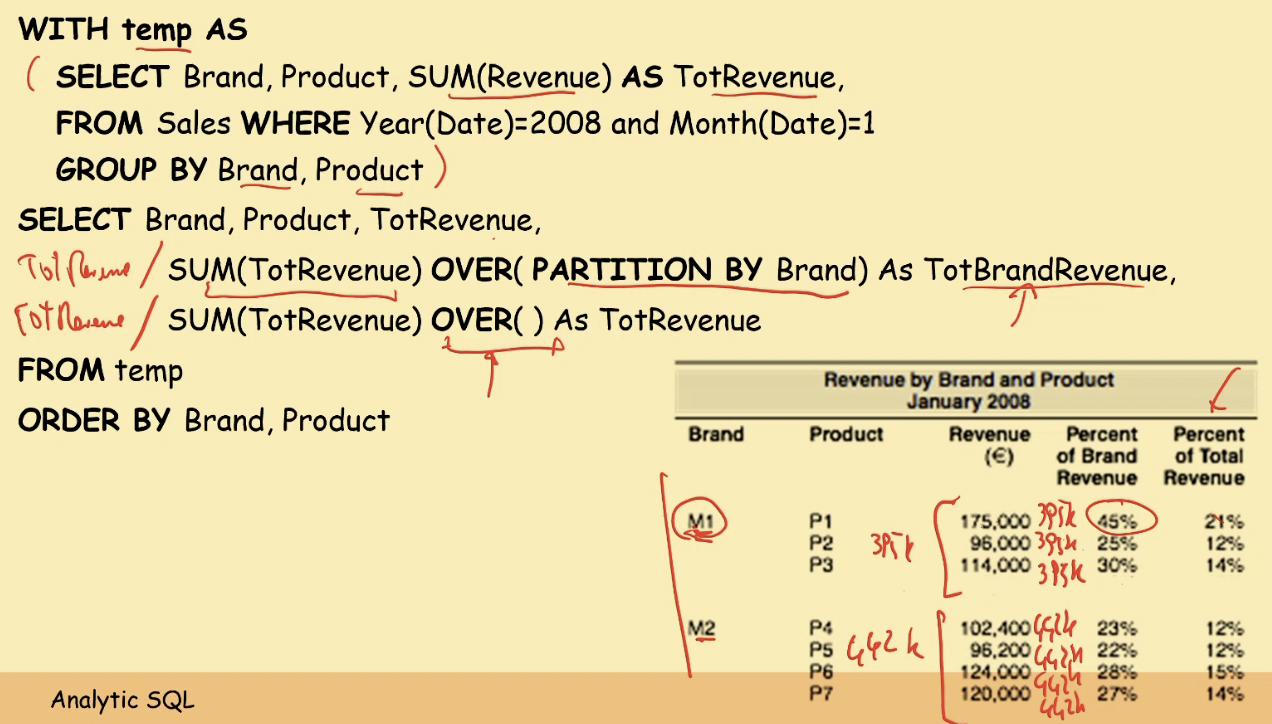 WITH temp AS
( SELECT Brand, Product, SUM(Revenue) AS TotRevenue,
FROM Sales WHERE Year(Date)=2008 and Month(Date)=1
GROUP BY Brand, Product )
SELECT Brand, Product, TotRevenue,
TotRevenue / SUM(TotRevenue) OVER( PARTITION BY Brand) As TotBrandRevenue,
TotRevenue / SUM(TotRevenue) OVER( ) As TotRevenue
FROM temp
ORDER BY Brand, Product
Revenue by Brand and Product
January 2008
Brand Product Revenue (€) Percent of Brand Revenue Percent of Total Revenue
M1 P1 175,000 395k 45% 21%
P2 395k 96,000 395k 25% 12%
P3 114,000 395k 30% 14%
M2 P4 102,400 442k 23% 12%
P5 442k 96,200 442k 22% 12%
P6 124,000 442k 28% 15%
P7 120,000 442k 27% 14%
Analytic SQL